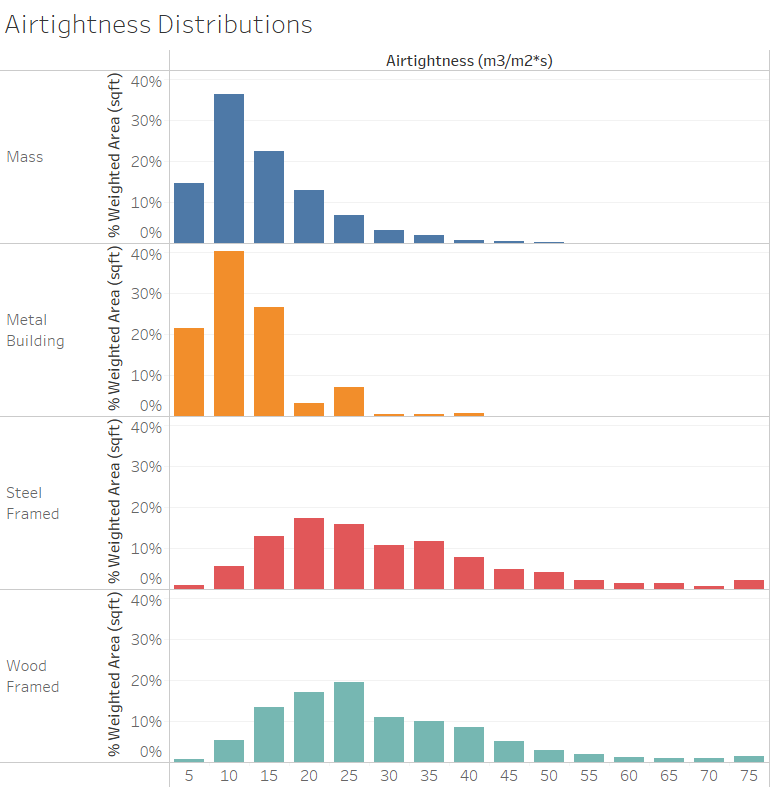 Airtightness Distributions
Airtightness (m3/m2*s)
Mass
% Weighted Area (sqft)
40%
30%
20%
10%
0%
Metal
Building
% Weighted Area (sqft)
40%
30%
20%
10%
0%
Steel
Framed
% Weighted Area (sqft)
40%
30%
20%
10%
0%
Wood
Framed
% Weighted Area (sqft)
40%
30%
20%
10%
0%
5 10 15 20 25 30 35 40 45 50 55 60 65 70 75